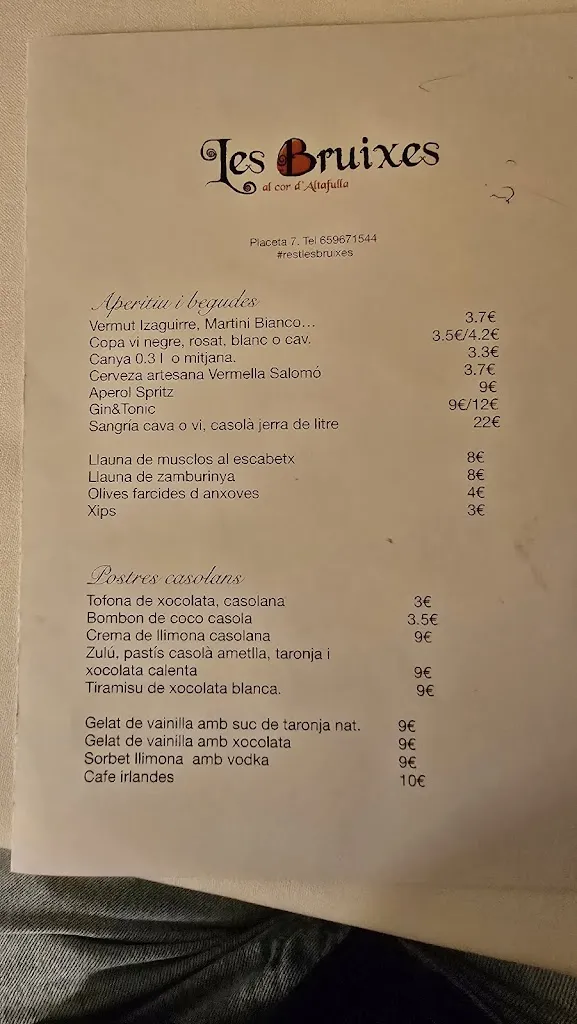 Les Bruixes
al cor d'Altafulla
Placeta 7. Tel 659671544
#restlesbruixes
Aperitiu i begudes
Vermut Izaguirre, Martini Bianco... 3.7€
Copa vi negre, rosat, blanc o cav. 3.5€/4.2€
Canya 0.3 l o mitjana. 3.3€
Cerveza artesana Vermella Salomó 3.7€
Aperol Spritz 9€
Gin&Tonic 9€/12€
Sangría cava o vi, casolà jerra de litre 22€
Llauna de musclos al escabetx 8€
Llauna de zamburinya 8€
Olives farcides d anxoves 4€
Xips 3€
Postres casolans
Tofona de xocolata, casolana 3€
Bombon de coco casola 3.5€
Crema de llimona casolana 9€
Zulú, pastís casolà ametlla, taronja i
xocolata calenta 9€
Tiramisu de xocolata blanca. 9€
Gelat de vainilla amb suc de taronja nat. 9€
Gelat de vainilla amb xocolata 9€
Sorbet llimona amb vodka 9€
Cafe irlandes 10€